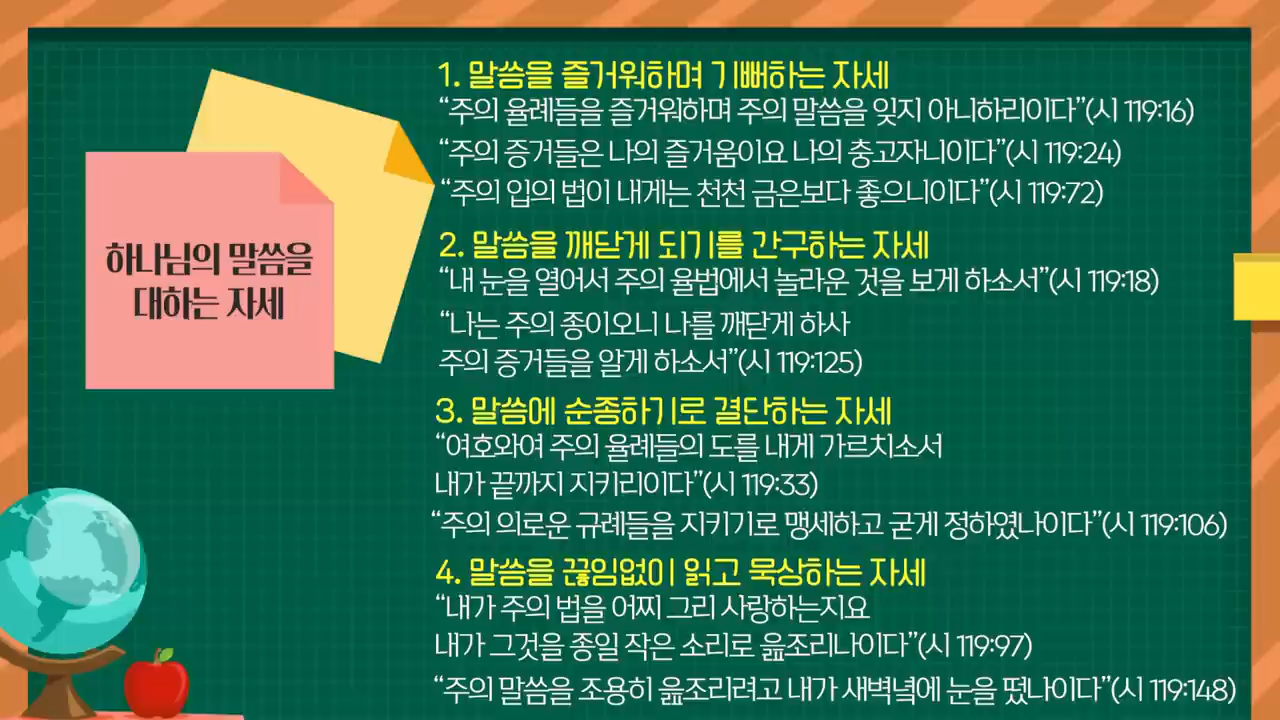 하나님의 말씀을
대하는 자세
1. 말씀을 즐거워하며 기뻐하는 자세
“주의 율례들을 즐거워하며 주의 말씀을 잊지 아니하리이다”(시 119:16)
“주의 증거들은 나의 즐거움이요 나의 충고자니이다”(시 119:24)
“주의 입의 법이 내게는 천천 금은보다 좋으니이다”(시 119:72)
2. 말씀을 깨닫게 되기를 간구하는 자세
“내 눈을 열어서 주의 율법에서 놀라운 것을 보게 하소서”(시 119:18)
“나는 주의 종이오니 나를 깨닫게 하사
주의 증거들을 알게 하소서”(시 119:125)
3. 말씀에 순종하기로 결단하는 자세
“여호와여 주의 율례들의 도를 내게 가르치소서
내가 끝까지 지키리이다”(시 119:33)
“주의 의로운 규례들을 지키기로 맹세하고 굳게 정하였나이다”(시 119:106)
4. 말씀을 끊임없이 읽고 묵상하는 자세
“내가 주의 법을 어찌 그리 사랑하는지요
내가 그것을 종일 작은 소리로 읊조리나이다”(시 119:97)
“주의 말씀을 조용히 읊조리려고 내가 새벽녘에 눈을 떴나이다”(시 119:148)